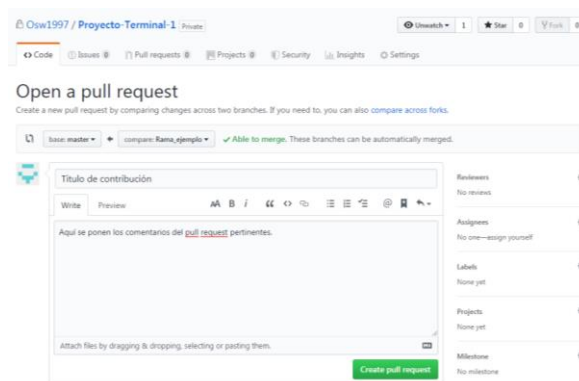 Osw1997 / Proyecto-Terminal-1 Private
Unwatch 1 Star 0 Fork 0
Code Issues 0 Pull requests 0 Projects 0 Security Insights Settings
Open a pull request
Create a new pull request by comparing changes across two branches. If you need to, you can also compare across forks.
base: master compare: Rama_ejemplo ✓ Able to merge. These branches can be automatically merged.
Titulo de contribución
Write Preview
Aquí se ponen los comentarios del pull request pertinentes.
Attach files by dragging & dropping, selecting or pasting them.
Create pull request
Reviewers
No reviews
Assignees
No one—assign yourself
Labels
None yet
Projects
None yet
Milestone
No milestone